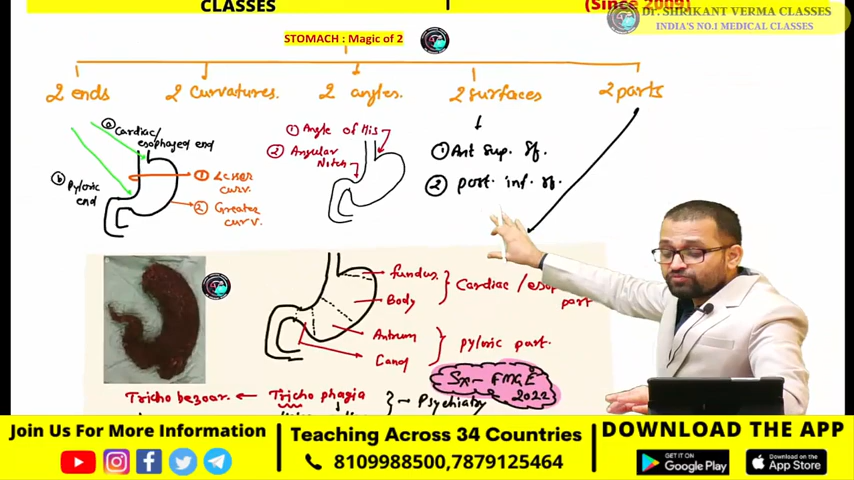 CLASSES
(Since 2009)
DR. SHRIKANT VERMA CLASSES
INDIA'S NO.1 MEDICAL CLASSES
STOMACH : Magic of 2
2 ends
2 Curvatures.
2 angles.
2 surfaces
2 parts
a Cardiac/
esophageal end
b Pyloric
end
1 Lesser
curv.
2 Greater
curv.
1 Angle of His
2 Angular
Notch
1 Ant sup. Sf.
2 post. inf. sf.
fundus.
Body
Cardiac / esop
part
Antrum
Canal
pyloric part.
Sx- FMGE
2022
Tricho bezoar. ← Trichophagia
→ Psychiatry
Join Us For More Information
Teaching Across 34 Countries
8109988500,7879125464
DOWNLOAD THE APP
GET IT ON
Google Play
Download on the
App Store